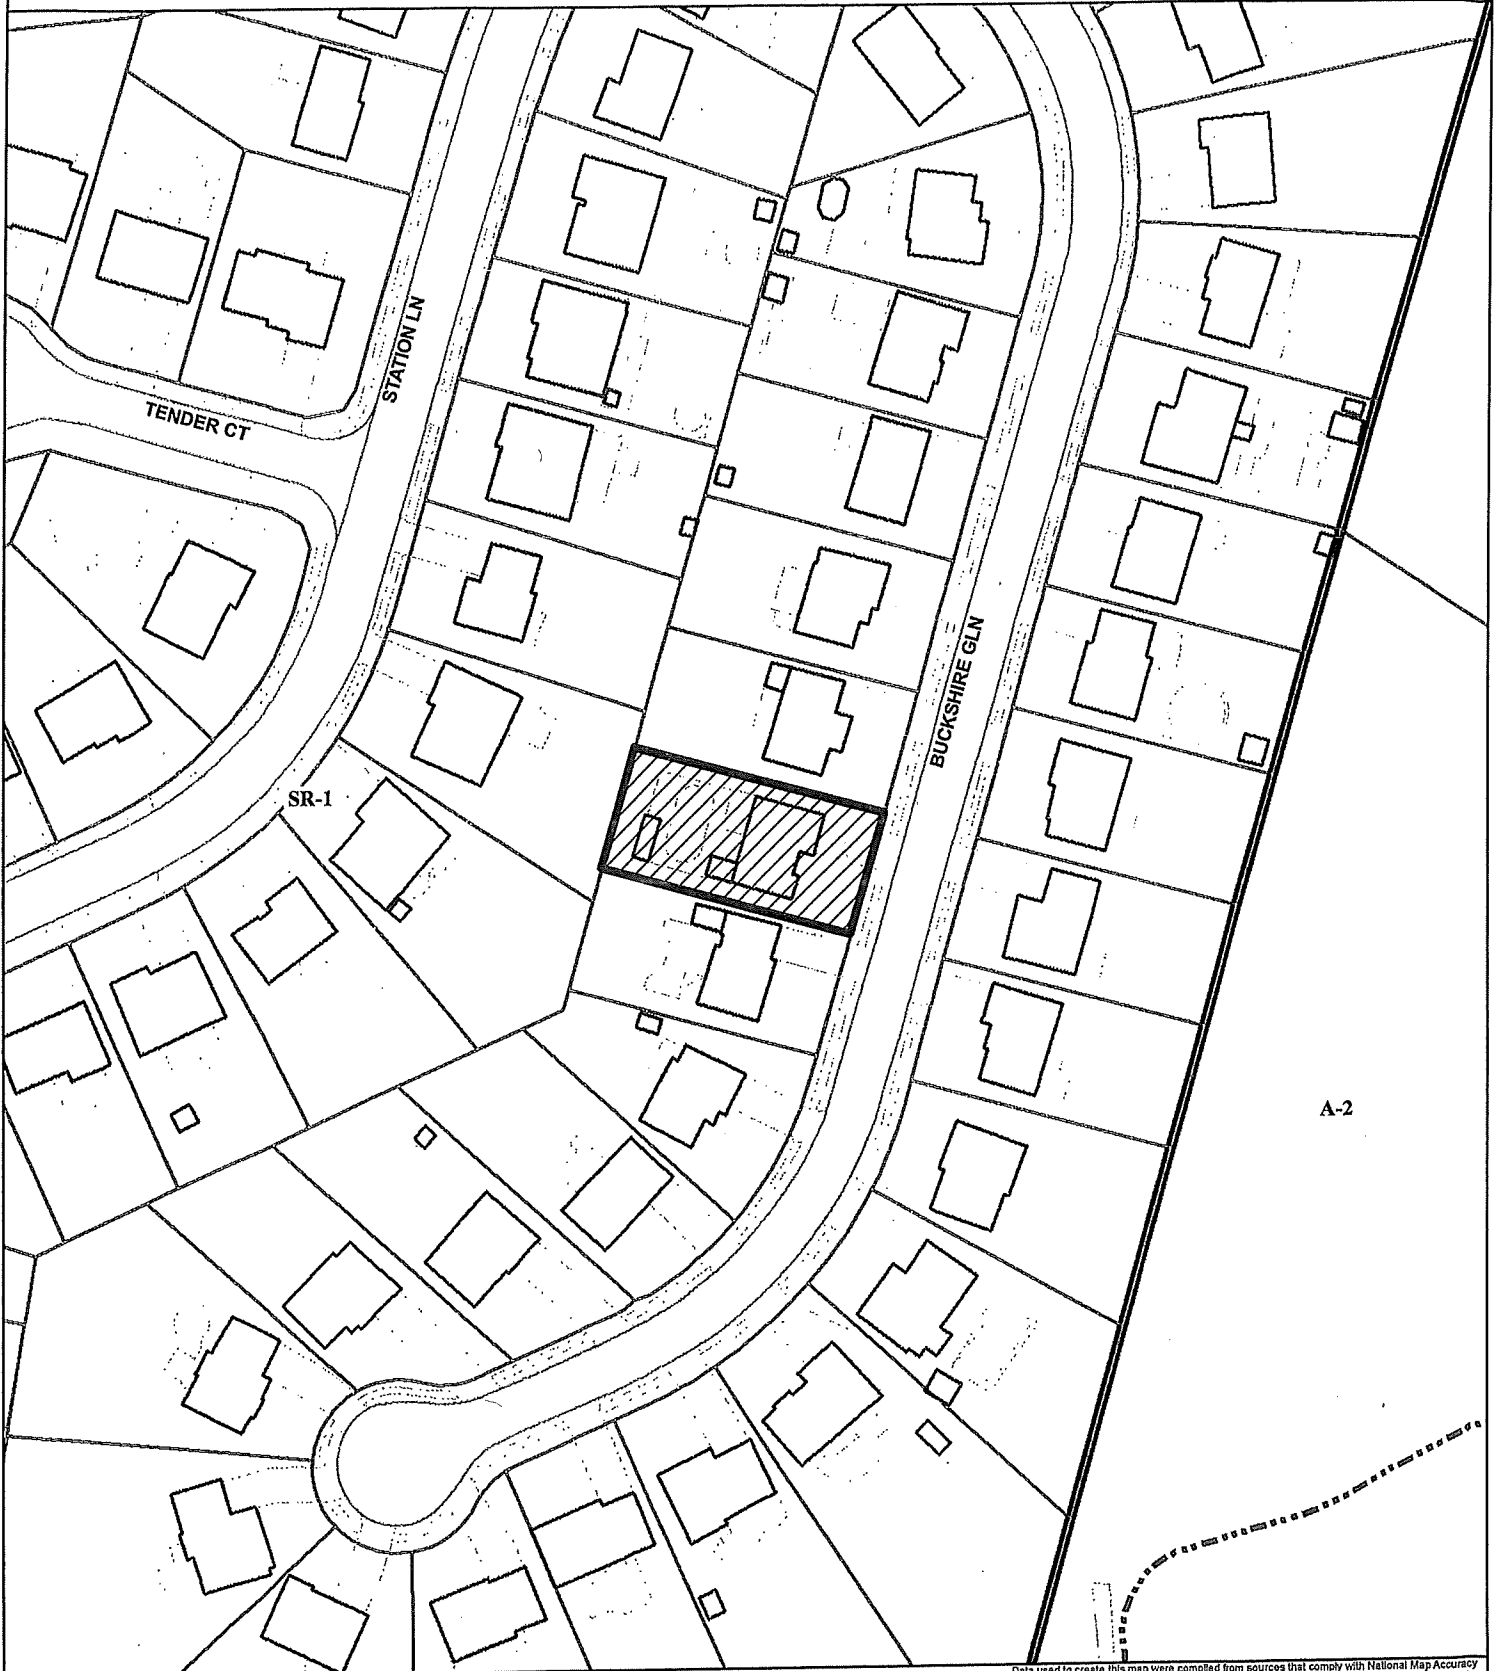 STATION LN
TENDER CT
BUCKSHIRE GLN
SR-1
A-2
Data used to create this map were compiled from sources that comply with National Map Accuracy